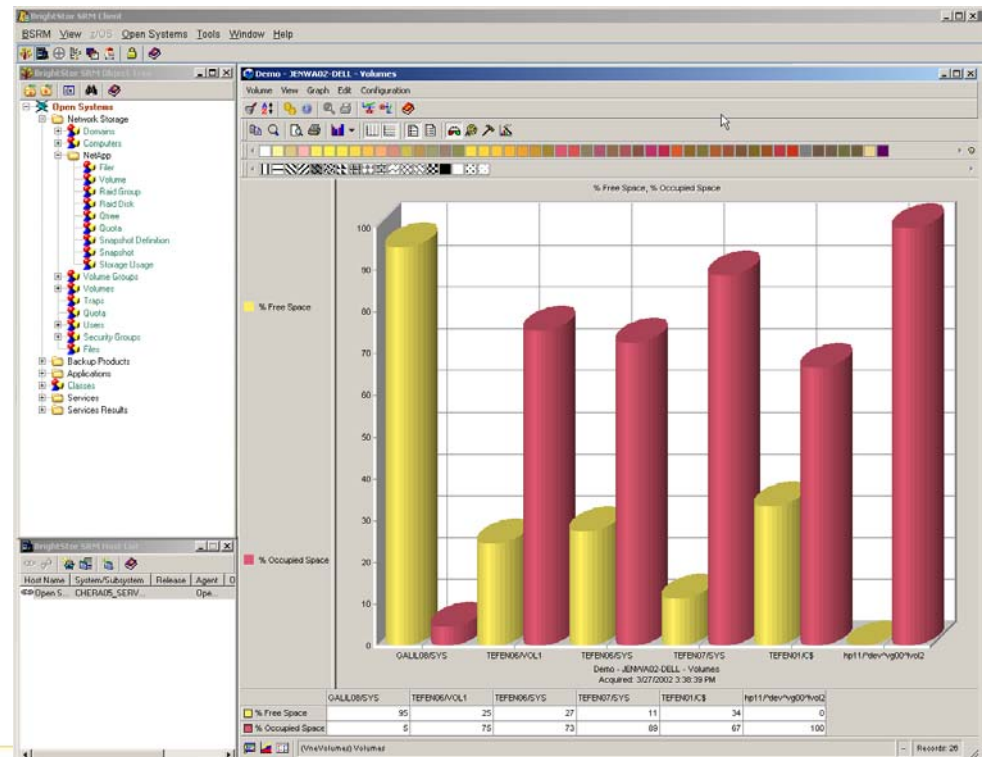 BrightStor SRM Client
BSRM View z/OS Open Systems Tools Window Help
BrightStor SRM Object Tree
Open Systems
Network Storage
Domains
Computers
NetApp
Filer
Volume
Raid Group
Raid Disk
Qtree
Quota
Snapshot Definition
Snapshot
Storage Usage
Volume Groups
Volumes
Traps
Quota
Users
Security Groups
Files
Backup Products
Applications
Classes
Services
Services Results
BrightStor SRM Host List
Host Name System/Subsystem Release Agent O
Open S... CHERA05_SERV... Ope...
Demo - JENWA02-DELL - Volumes
Volume View Graph Edit Configuration
% Free Space, % Occupied Space
% Free Space
% Occupied Space
100
90
80
70
60
50
40
30
20
10
0
GALIL08/SYS TEFEN06/VOL1 TEFEN06/SYS TEFEN07/SYS TEFEN01/C$ hp11/^dev^vg00^lvol2
Demo - JENWA02-DELL - Volumes
Acquired: 3/27/2002 3:38:39 PM
GALIL08/SYS TEFEN06/VOL1 TEFEN06/SYS TEFEN07/SYS TEFEN01/C$ hp11/^dev^vg00^lvol2
% Free Space 95 25 27 11 34 0
% Occupied Space 5 75 73 89 67 100
(VneVolumes) Volumes
Records: 26